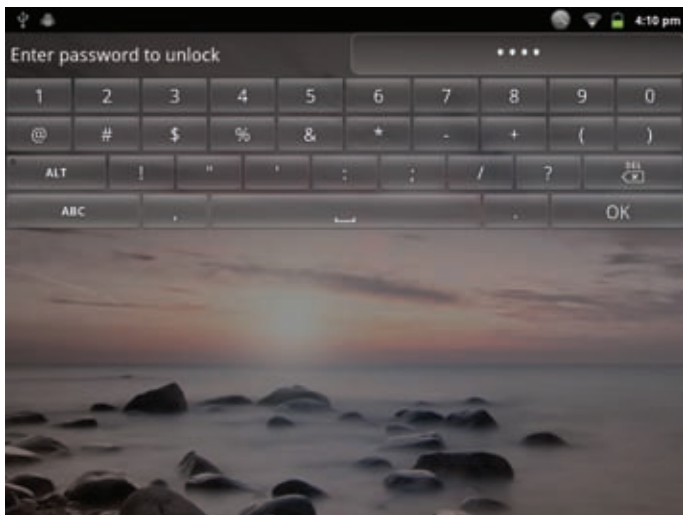 4:10 pm
Enter password to unlock ••••
1 2 3 4 5 6 7 8 9 0
@ # $ % & * - + ( )
ALT ! " ' : ; / ? DEL
ABC , . OK